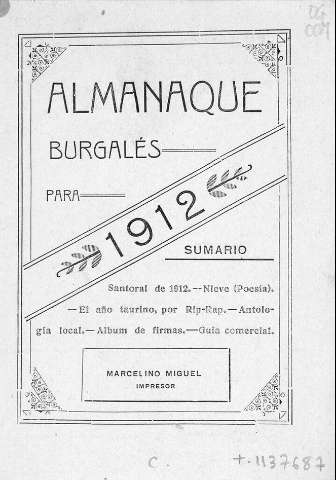 ALMANAQUE
BURGALÉS
PARA
1912
SUMARIO
Santoral de 1912.—Nieve (Poesía).
—El año taurino, por Rip-Rap.—Antolo-
gía local.—Album de firmas.—Guía comercial.
MARCELINO MIGUEL
IMPRESOR
C. t.1137687